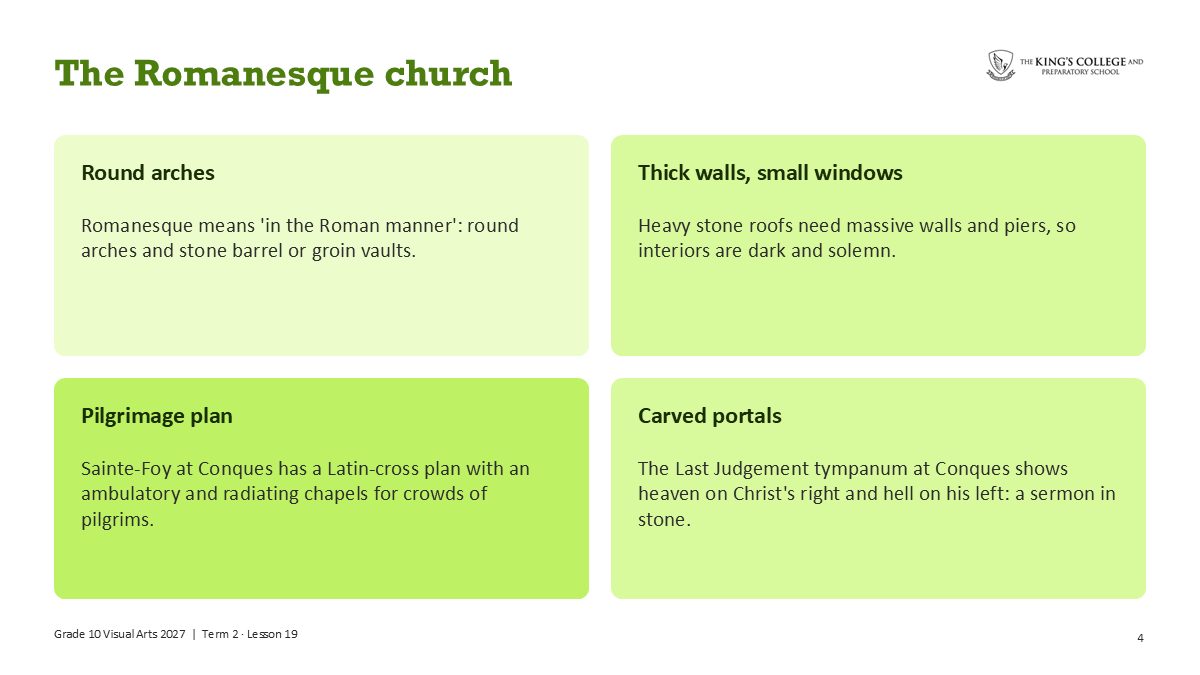 The Romanesque church
THE KING'S COLLEGE AND
PREPARATORY SCHOOL
Round arches
Romanesque means 'in the Roman manner': round
arches and stone barrel or groin vaults.
Thick walls, small windows
Heavy stone roofs need massive walls and piers, so
interiors are dark and solemn.
Pilgrimage plan
Sainte-Foy at Conques has a Latin-cross plan with an
ambulatory and radiating chapels for crowds of
pilgrims.
Carved portals
The Last Judgement tympanum at Conques shows
heaven on Christ's right and hell on his left: a sermon in
stone.
Grade 10 Visual Arts 2027 | Term 2 · Lesson 19
4